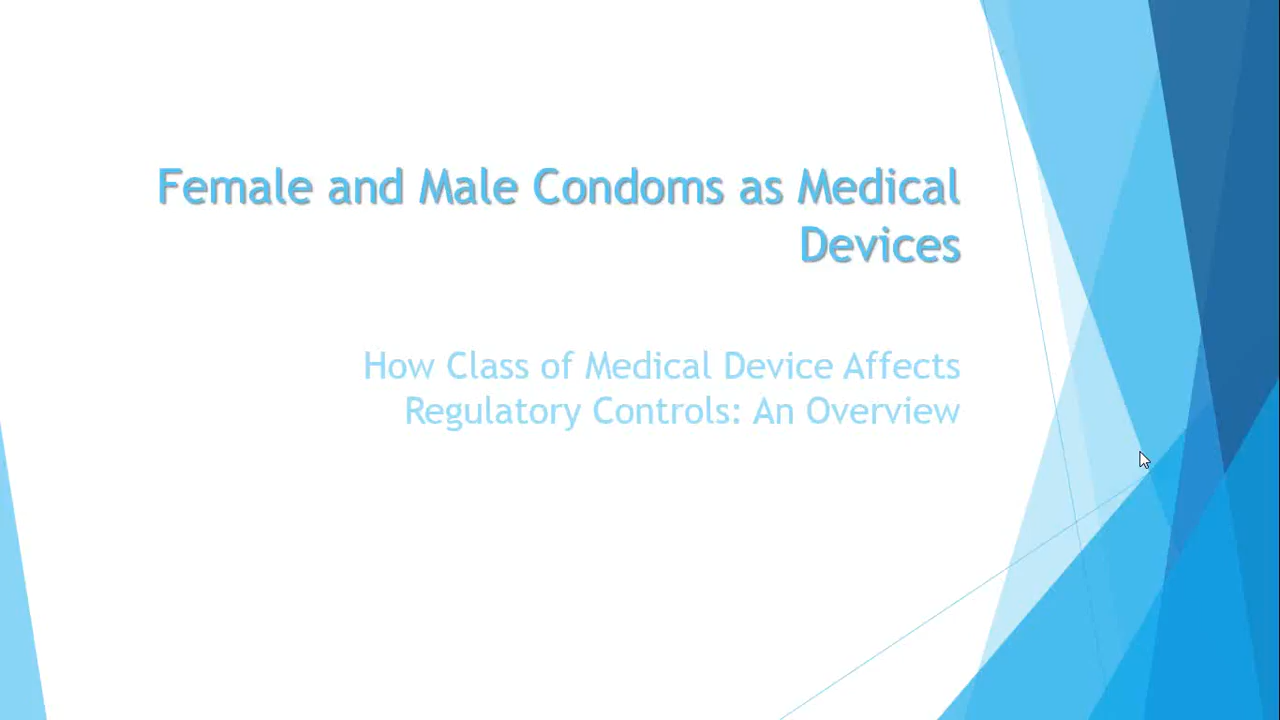 Female and Male Condoms as Medical
Devices
How Class of Medical Device Affects
Regulatory Controls: An Overview